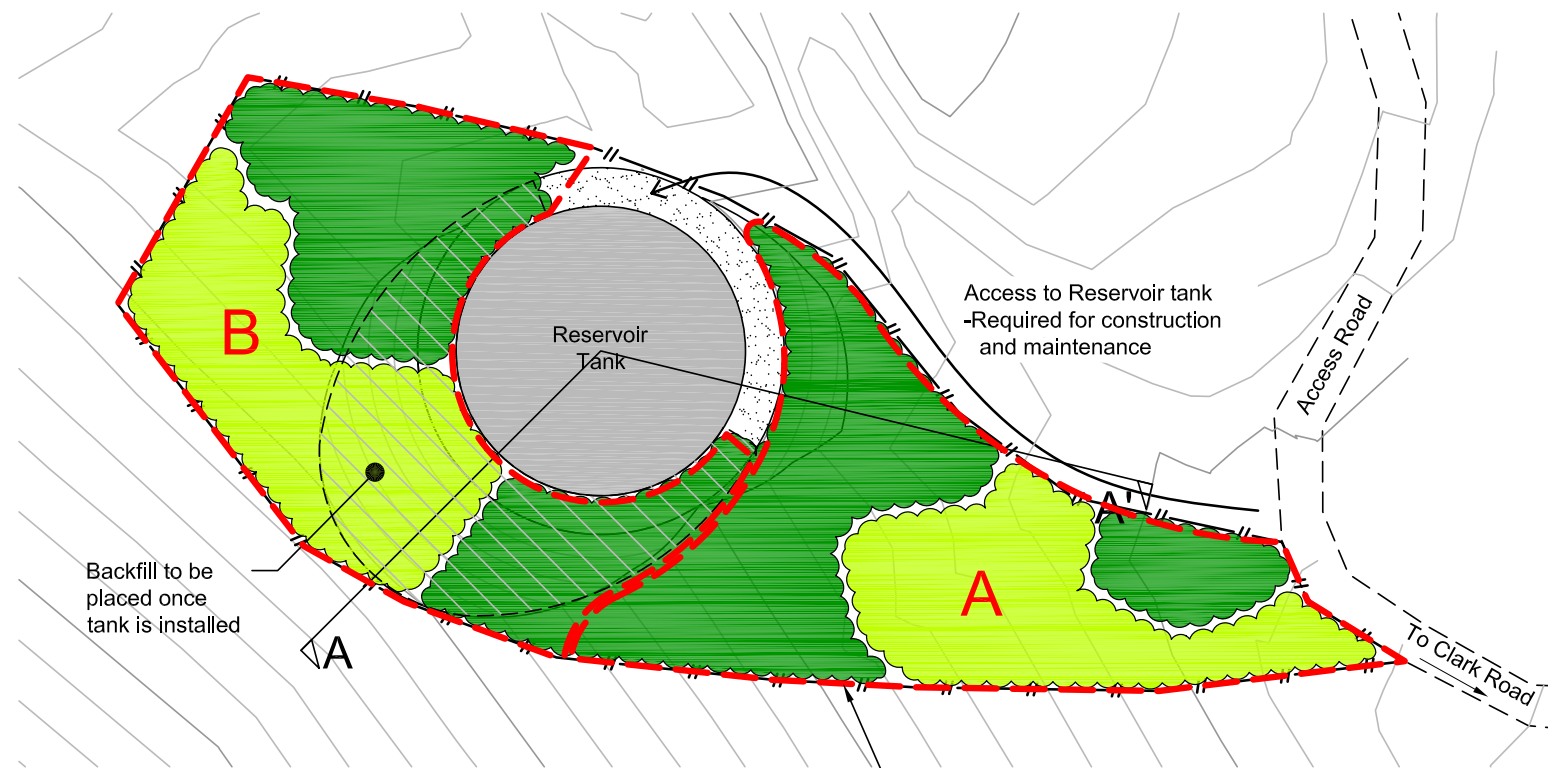 B
Reservoir
Tank
Access to Reservoir tank
-Required for construction
and maintenance
Access Road
A'
A
Backfill to be
placed once
tank is installed
A
To Clark Road